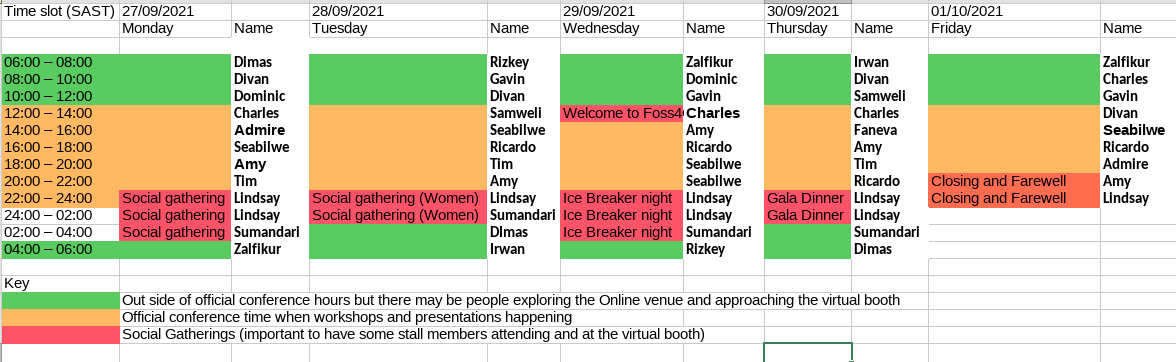 Time slot (SAST) 27/09/2021 28/09/2021 29/09/2021 30/09/2021 01/10/2021
Monday Name Tuesday Name Wednesday Name Thursday Name Friday Name
06:00 – 08:00 Dimas Rizkey Zalfikur Irwan Zalfikur
08:00 – 10:00 Divan Gavin Dominic Divan Charles
10:00 – 12:00 Dominic Divan Gavin Samweli Gavin
12:00 – 14:00 Charles Samweli Welcome to Foss4 Charles Charles Divan
14:00 – 16:00 Admire Seabilwe Amy Faneva Seabilwe
16:00 – 18:00 Seabilwe Ricardo Ricardo Amy Ricardo
18:00 – 20:00 Amy Tim Seabilwe Tim Admire
20:00 – 22:00 Tim Amy Seabilwe Ricardo Closing and Farewell Amy
22:00 – 24:00 Social gathering Lindsay Social gathering (Women) Lindsay Ice Breaker night Lindsay Gala Dinner Lindsay Closing and Farewell Lindsay
24:00 – 02:00 Social gathering Lindsay Social gathering (Women) Sumandari Ice Breaker night Lindsay Gala Dinner Lindsay
02:00 – 04:00 Social gathering Sumandari Dimas Ice Breaker night Sumandari Sumandari
04:00 – 06:00 Zalfikur Irwan Rizkey Dimas
Key
Out side of official conference hours but there may be people exploring the Online venue and approaching the virtual booth
Official conference time when workshops and presentations happening
Social Gatherings (important to have some stall members attending and at the virtual booth)